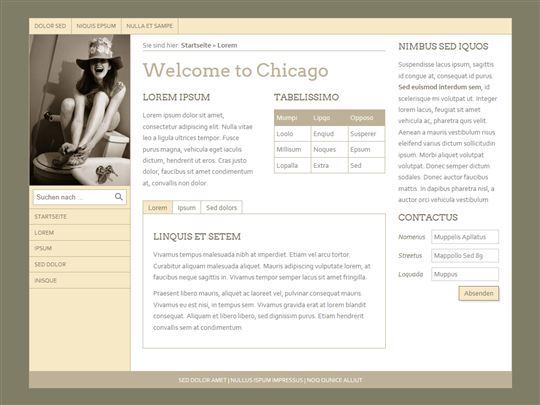 DOLOR SED NIQUIS EPSUM NULLA ET SAMPE
Suchen nach ...
STARTSEITE
LOREM
IPSUM
SED DOLOR
INISQUE
Sie sind hier: Startseite » Lorem
Welcome to Chicago
LOREM IPSUM
Lorem ipsum dolor sit amet,
consectetur adipiscing elit. Nulla vitae
leo a ligula ultrices tempor. Fusce
purus magna, vehicula eget iaculis
dictum, hendrerit ut eros. Cras justo
dolor, faucibus sit amet condimentum
at, convallis in dui.
TABELISSIMO
Mumpi Lipqo Opposo
Loolo Enqiud Susperer
Millisum Noques Epsum
Lopalla Extra Sed
Lorem Ipsum Sed dolors
LINQUIS ET SETEM
Vivamus tempus malesuada nibh at imperdiet. Etiam vel arcu tortor.
Curabitur aliquam malesuada aliquet. Mauris adipiscing vulputate lorem, at
faucibus neque sagittis in. Vivamus tempor semper lacus sit amet fringilla.
Praesent libero mauris, aliquet ac laoreet vel, pulvinar consequat mauris.
Vivamus eu est nisi, in tempus sem. Vivamus gravida erat at lorem blandit
consequat. Aliquam et libero libero, sed dignissim purus. Etiam hendrerit
convallis sem at condimentum.
NIMBUS SED IQUOS
Suspendisse lacus ipsum, sagittis
id congue at, consequat id purus.
Sed euismod interdum sem, id
scelerisque mi volutpat ut. Integer
lorem lacus, feugiat sit amet
vehicula ac, pharetra quis velit.
Aenean a mauris vestibulum risus
eleifend varius dictum sollicitudin
ipsum. Morbi aliquet volutpat
volutpat. Donec semper dictum
sodales. Donec auctor faucibus
mattis. In dapibus pharetra nisl, a
auctor orci vehicula vestibulum
CONTACTUS
Nomenus Muppelis Apllatus
Streetus Mappollo Sed 89
Loquada Muppus
Absenden
SED DOLOR AMET | NULLUS ISPUM IMPRESSUS | NOQ QUNICE ALLIUT